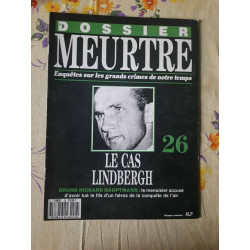 DOSSIER
MEURTRE
Enquêtes sur les grands crimes de notre temps
26
LE CAS
LINDBERGH
BRUNO RICHARD HAUPTMANN : le menuisier accusé
d'avoir tué le fils d'un héros de la conquête de l'air
ALP